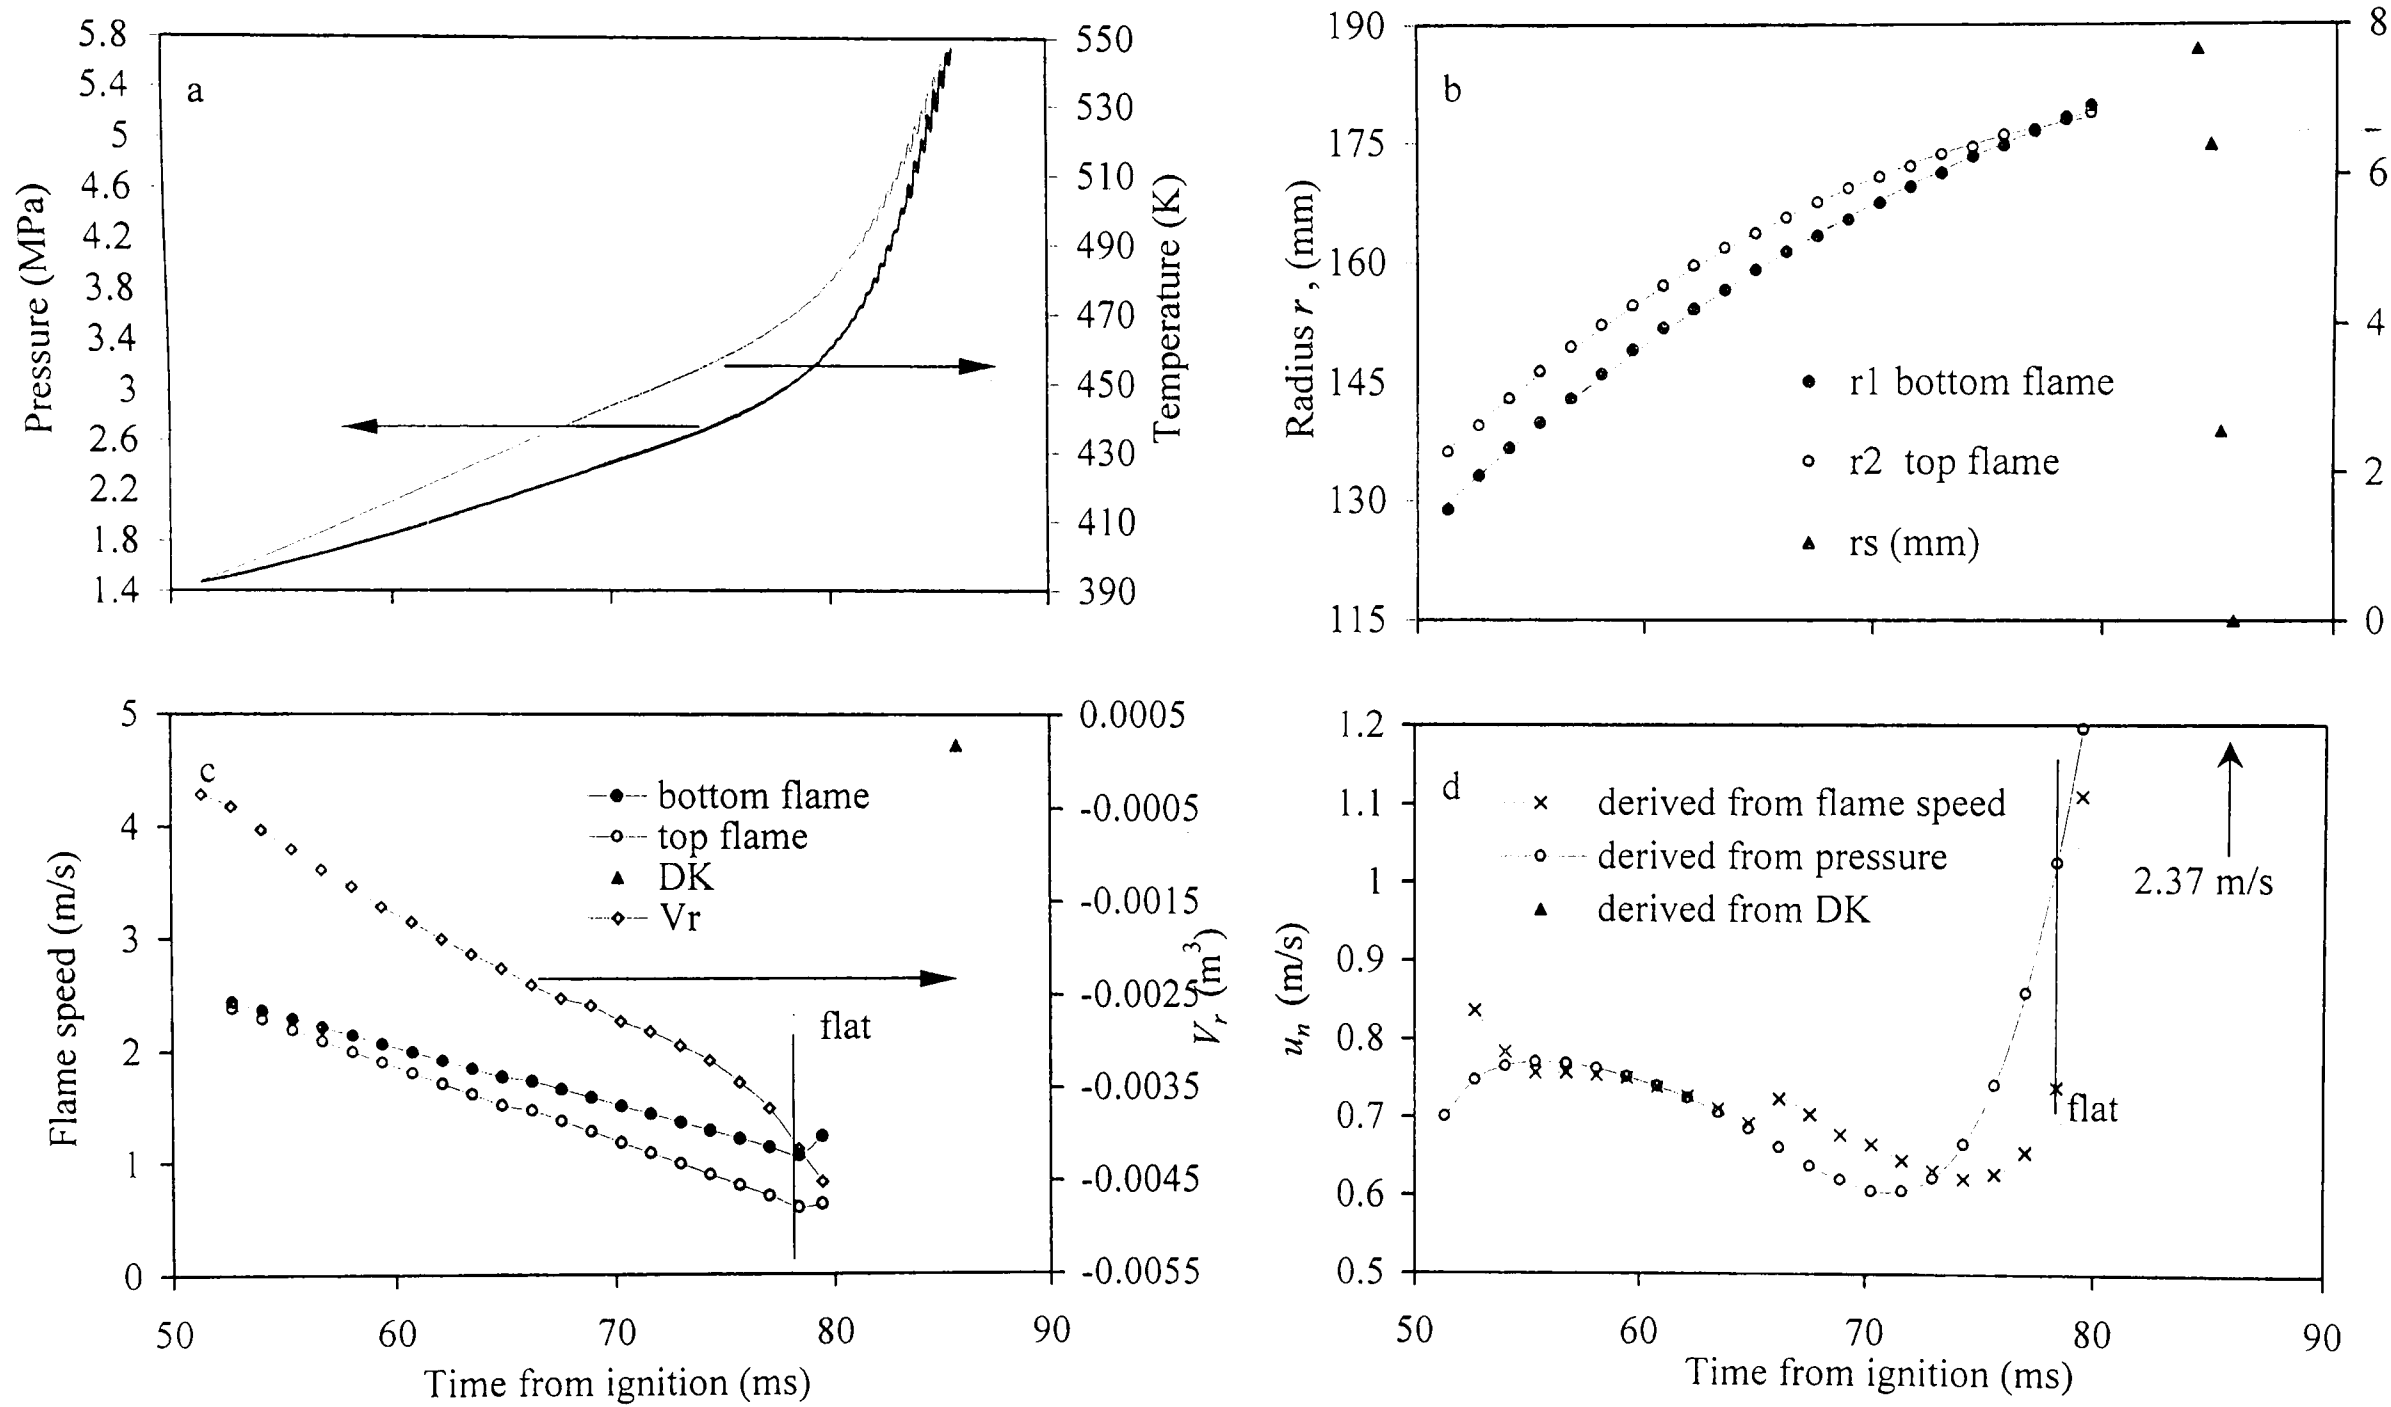 5.8
5.4
5
4.6
4.2
3.8
3.4
3
2.6
2.2
1.8
1.4
Pressure (MPa)
a
550
530
510
490
470
450
430
410
390
Temperature (K)
190
175
160
145
130
115
Radius r , (mm)
b
r1 bottom flame
r2 top flame
rs (mm)
8
6
4
2
0
5
4
3
2
1
0
Flame speed (m/s)
c
bottom flame
top flame
DK
Vr
flat
0.0005
-0.0005
-0.0015
-0.0025
-0.0035
-0.0045
-0.0055
Vr (m3)
50 60 70 80 90
Time from ignition (ms)
1.2
1.1
1
0.9
0.8
0.7
0.6
0.5
un (m/s)
d
derived from flame speed
derived from pressure
derived from DK
2.37 m/s
flat
50 60 70 80 90
Time from ignition (ms)